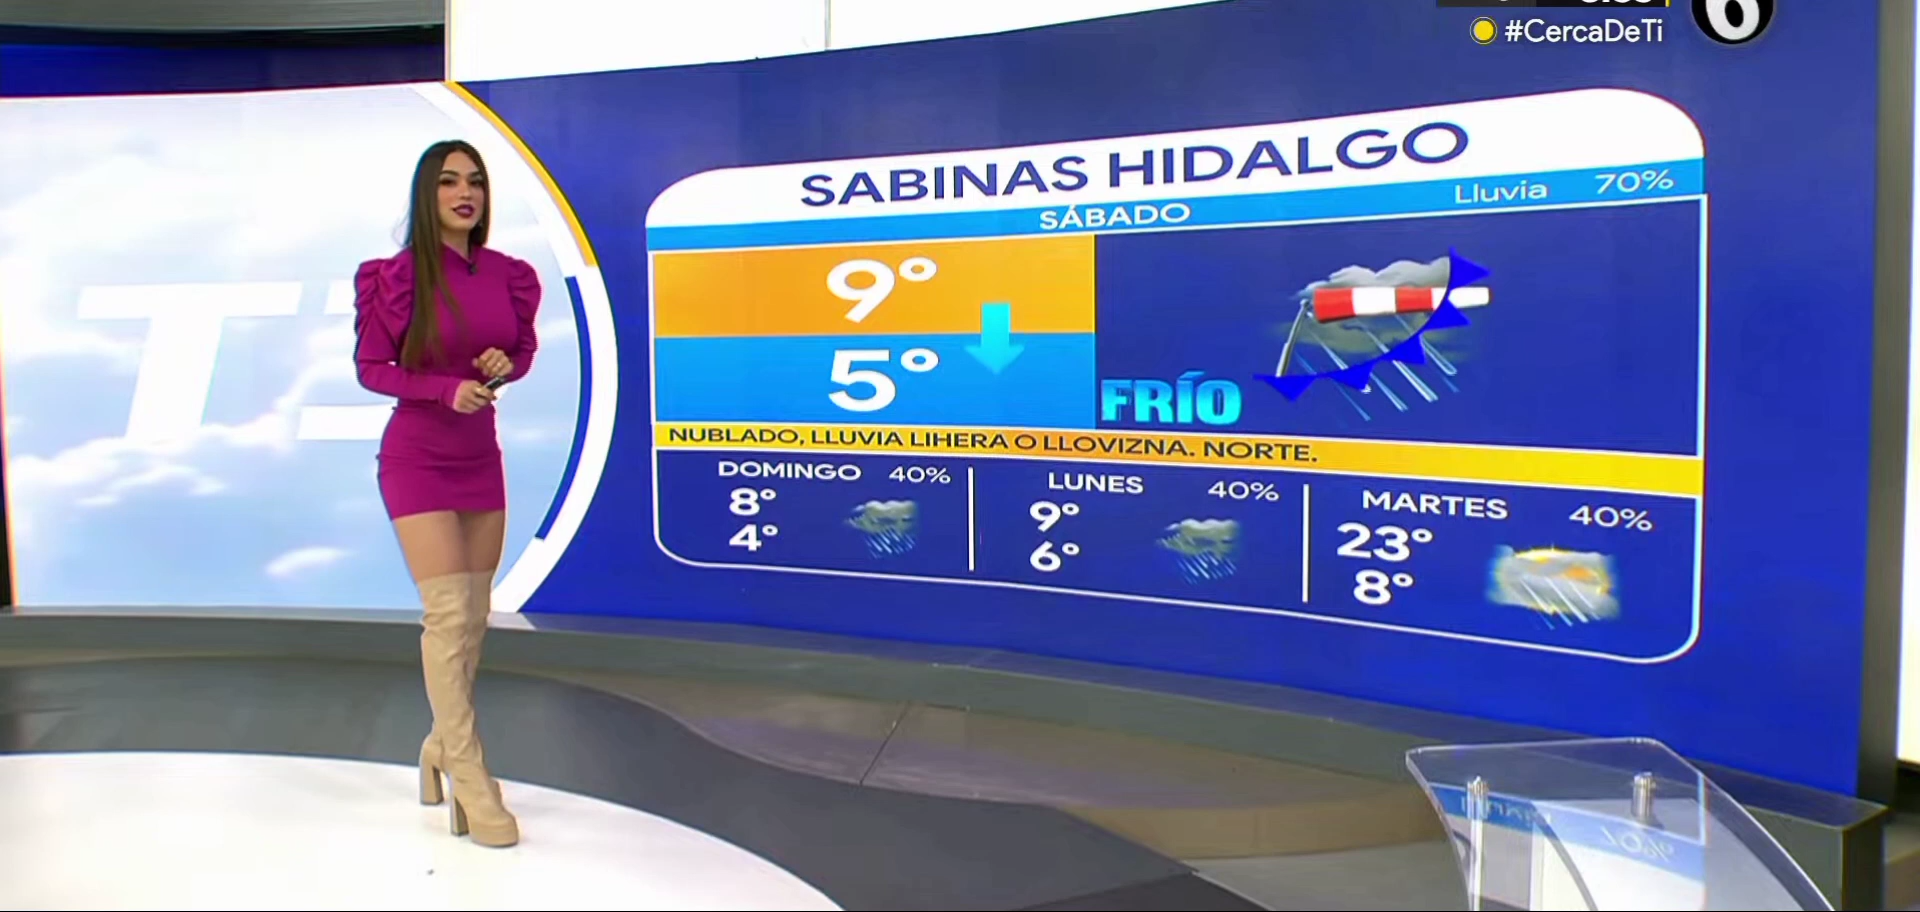 #CercaDeTi
6
SABINAS HIDALGO
SÁBADO
Lluvia 70%
9°
5°
FRÍO
NUBLADO, LLUVIA LIHERA O LLOVIZNA. NORTE.
DOMINGO 40%
8°
4°
LUNES 40%
9°
6°
MARTES 40%
23°
8°